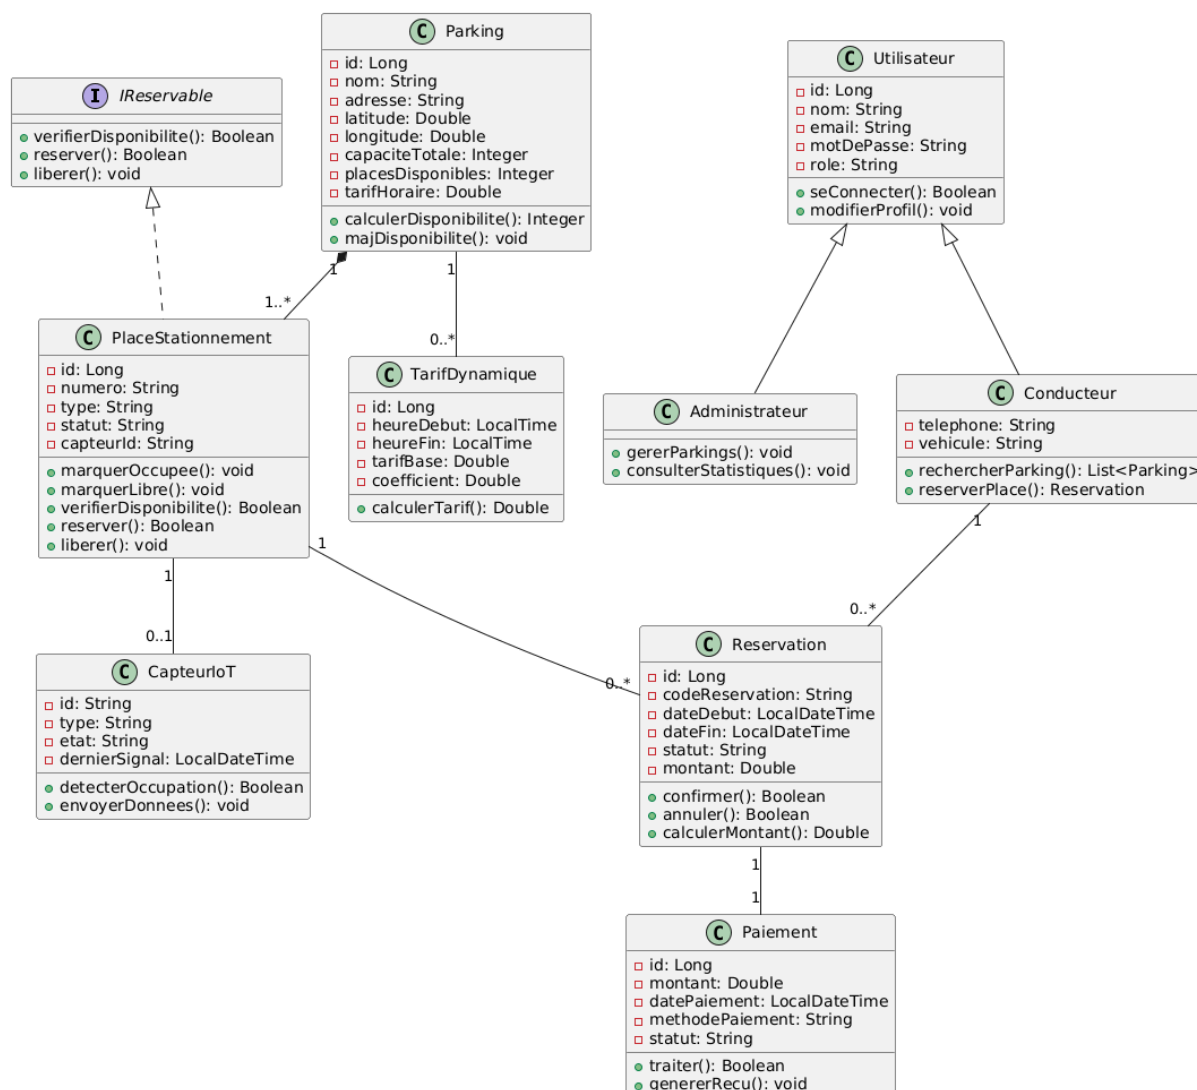 C Parking
id: Long
nom: String
adresse: String
latitude: Double
longitude: Double
capaciteTotale: Integer
placesDisponibles: Integer
tarifHoraire: Double
calculerDisponibilite(): Integer
majDisponibilite(): void
I IReservable
verifierDisponibilite(): Boolean
reserver(): Boolean
liberer(): void
C Utilisateur
id: Long
nom: String
email: String
motDePasse: String
role: String
seConnecter(): Boolean
modifierProfil(): void
1
1..*
1
0..*
C PlaceStationnement
id: Long
numero: String
type: String
statut: String
capteurId: String
marquerOccupee(): void
marquerLibre(): void
verifierDisponibilite(): Boolean
reserver(): Boolean
liberer(): void
C TarifDynamique
id: Long
heureDebut: LocalTime
heureFin: LocalTime
tarifBase: Double
coefficient: Double
calculerTarif(): Double
C Administrateur
gererParkings(): void
consulterStatistiques(): void
C Conducteur
telephone: String
vehicule: String
rechercherParking(): List<Parking>
reserverPlace(): Reservation
1
0..1
1
0..*
1
0..*
C CapteurIoT
id: String
type: String
etat: String
dernierSignal: LocalDateTime
detecterOccupation(): Boolean
envoyerDonnees(): void
C Reservation
id: Long
codeReservation: String
dateDebut: LocalDateTime
dateFin: LocalDateTime
statut: String
montant: Double
confirmer(): Boolean
annuler(): Boolean
calculerMontant(): Double
1
1
C Paiement
id: Long
montant: Double
datePaiement: LocalDateTime
methodePaiement: String
statut: String
traiter(): Boolean
genererRecu(): void